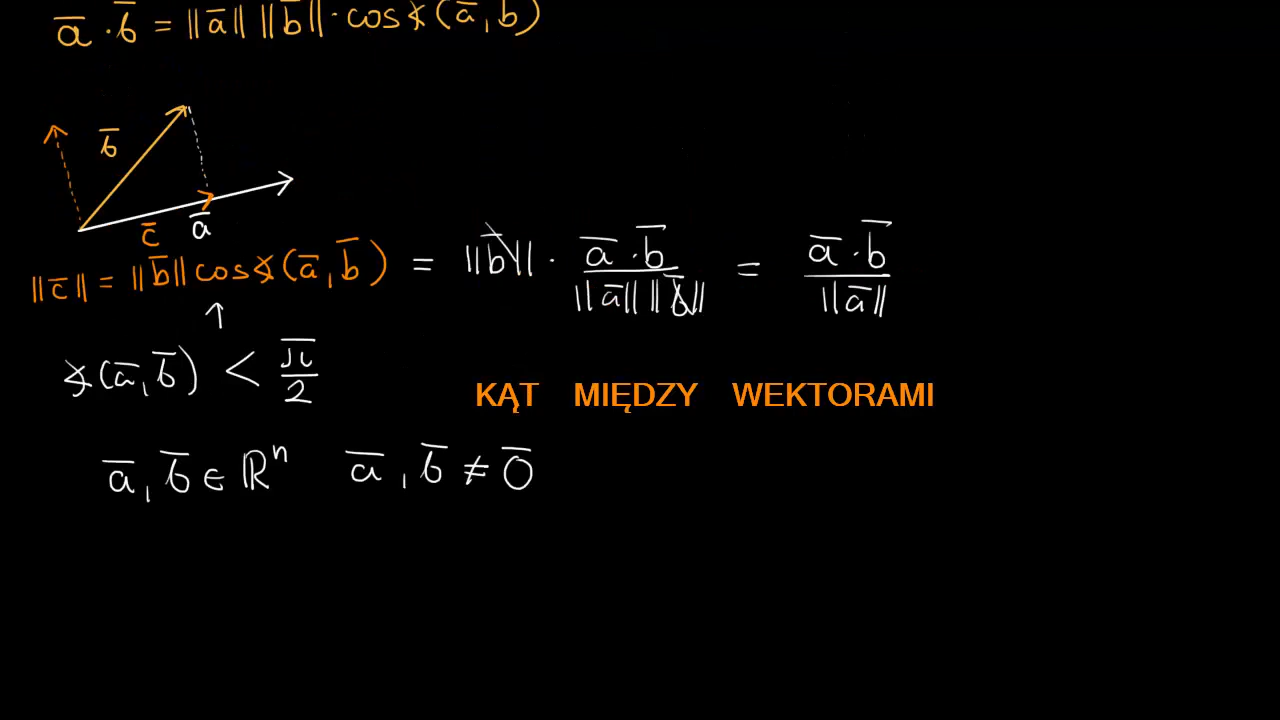 a̅ · b̅ = ||a̅|| ||b̅|| · cos∢(a̅, b)
b̅
c̅ a̅
||c̅|| = ||b̅|| cos∢(a̅, b̅) = ||b̅|| · a̅ · b̅ / ||a̅|| ||b̅|| = a̅ · b̅ / ||a̅||
↑
∢(a̅, b̅) < π/2
KĄT MIĘDZY WEKTORAMI
a̅, b̅ ∈ ℝⁿ a̅, b̅ ≠ 0̅